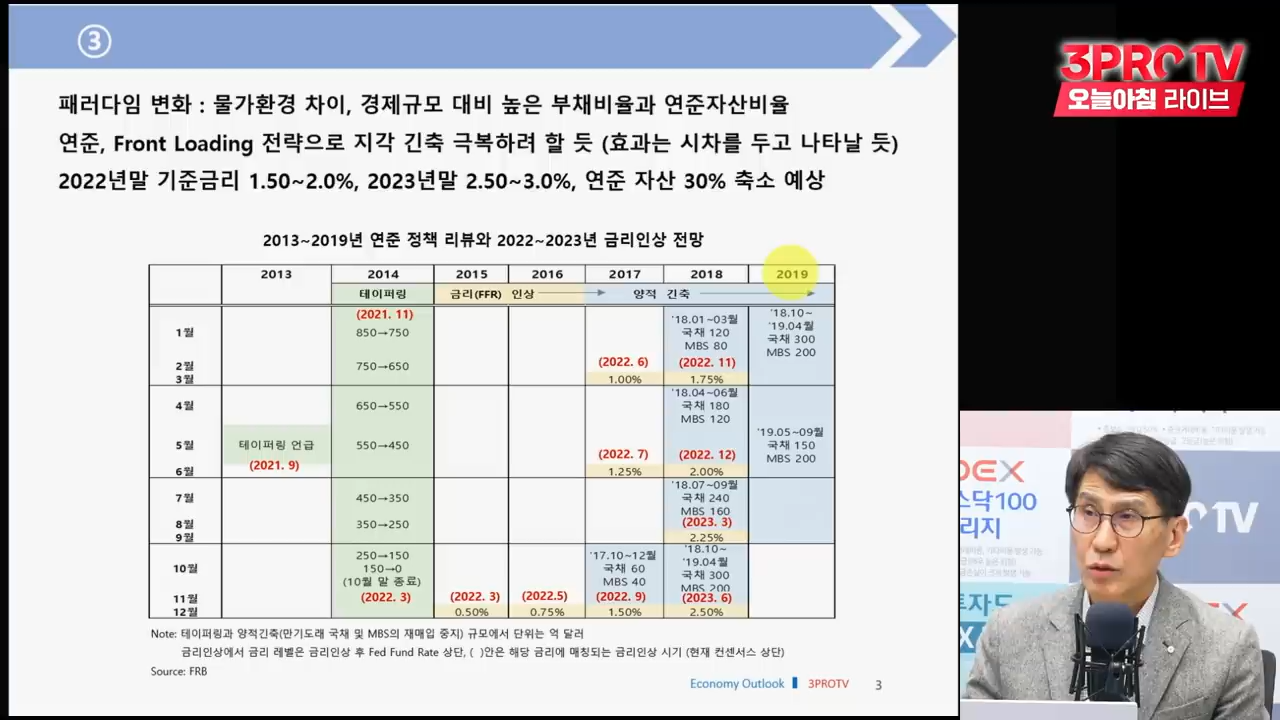 ③
3PROTV
오늘아침 라이브
패러다임 변화 : 물가환경 차이, 경제규모 대비 높은 부채비율과 연준자산비율
연준, Front Loading 전략으로 지각 긴축 극복하려 할 듯 (효과는 시차를 두고 나타날 듯)
2022년말 기준금리 1.50~2.0%, 2023년말 2.50~3.0%, 연준 자산 30% 축소 예상
2013~2019년 연준 정책 리뷰와 2022~2023년 금리인상 전망
2013 2014 2015 2016 2017 2018 2019
테이퍼링 금리(FFR) 인상 양적 긴축
(2021. 11) '18.01~03월 '18.10~
1월 850→750 국채 120 '19.04월
MBS 80 국채 300
MBS 200
2월 750→650 (2022. 6) (2022. 11)
3월 1.00% 1.75%
4월 650→550 '18.04~06월
국채 180
MBS 120
5월 테이퍼링 언급 550→450 (2022. 7) (2022. 12) '19.05~09월
국채 150
MBS 200
6월 (2021. 9) 1.25% 2.00%
7월 450→350 '18.07~09월
국채 240
MBS 160
8월 350→250 (2023. 3)
9월 2.25%
10월 250→150 '17.10~12월 '18.10~
150→0 국채 60 '19.04월
(10월 말 종료) MBS 40 국채 300
MBS 200
11월 (2022. 3) (2022. 3) (2022.5) (2022. 9) (2023. 6)
12월 0.50% 0.75% 1.50% 2.50%
Note: 테이퍼링과 양적긴축(만기도래 국채 및 MBS의 재매입 중지) 규모에서 단위는 억 달러
금리인상에서 금리 레벨은 금리인상 후 Fed Fund Rate 상단, ( )안은 해당 금리에 매칭되는 금리인상 시기 (현재 컨센서스 상단)
Source: FRB
Economy Outlook 3PROTV 3
DEX
스닥100
리지
투자도
TV